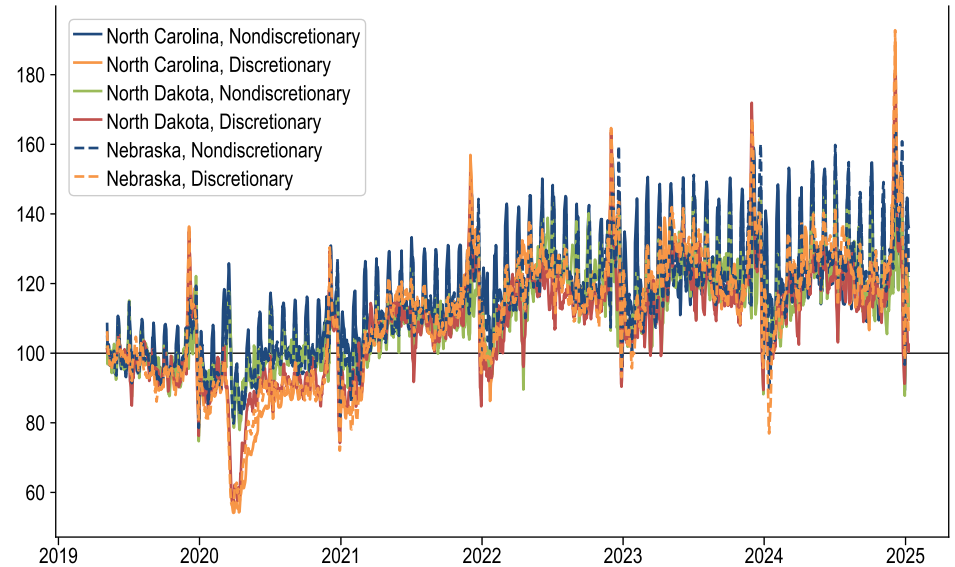 North Carolina, Nondiscretionary
North Carolina, Discretionary
North Dakota, Nondiscretionary
North Dakota, Discretionary
Nebraska, Nondiscretionary
Nebraska, Discretionary
180
160
140
120
100
80
60
2019 2020 2021 2022 2023 2024 2025